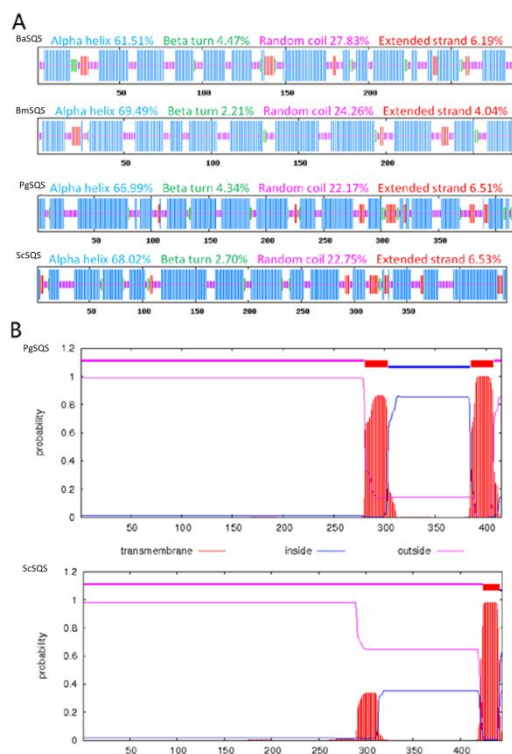 A
BaSQS Alpha helix 61.51% Beta turn 4.47% Random coil 27.83% Extended strand 6.19%
50 100 150 200
BmSQS Alpha helix 69.49% Beta turn 2.21% Random coil 24.26% Extended strand 4.04%
50 100 150 200
PgSQS Alpha helix 66.99% Beta turn 4.34% Random coil 22.17% Extended strand 6.51%
50 100 150 200 250 300 350
ScSQS Alpha helix 68.02% Beta turn 2.70% Random coil 22.75% Extended strand 6.53%
50 100 150 200 250 300 350 400
B
PgSQS
1.2
1
0.8
0.6
0.4
0.2
0
probability
50 100 150 200 250 300 350 400
transmembrane inside outside
ScSQS
1.2
1
0.8
0.6
0.4
0.2
0
probability
50 100 150 200 250 300 350 400